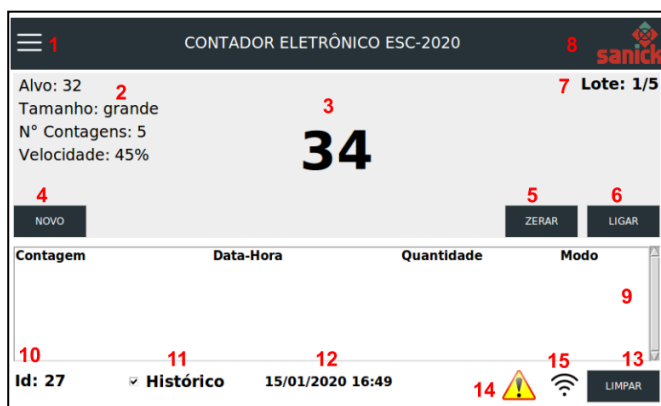 1 CONTADOR ELETRÔNICO ESC-2020 8 sanick
Alvo: 32 2 3 7 Lote: 1/5
Tamanho: grande
N° Contagens: 5
Velocidade: 45%
34
4 5 6
NOVO ZERAR LIGAR
Contagem Data-Hora Quantidade Modo
9
10 11 12 15 13
Id: 27 Histórico 15/01/2020 16:49 14 LIMPAR